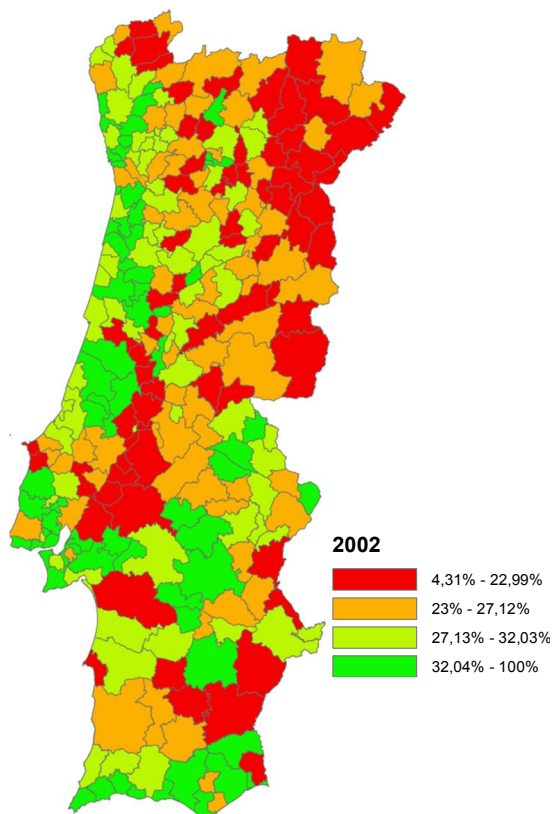 2002
4,31% - 22,99%
23% - 27,12%
27,13% - 32,03%
32,04% - 100%